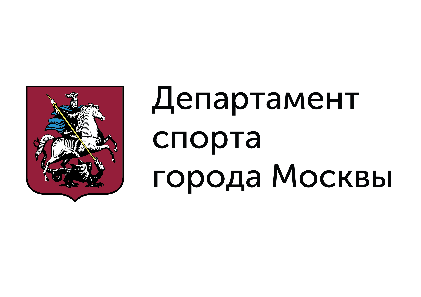 Департамент
спорта
города Москвы